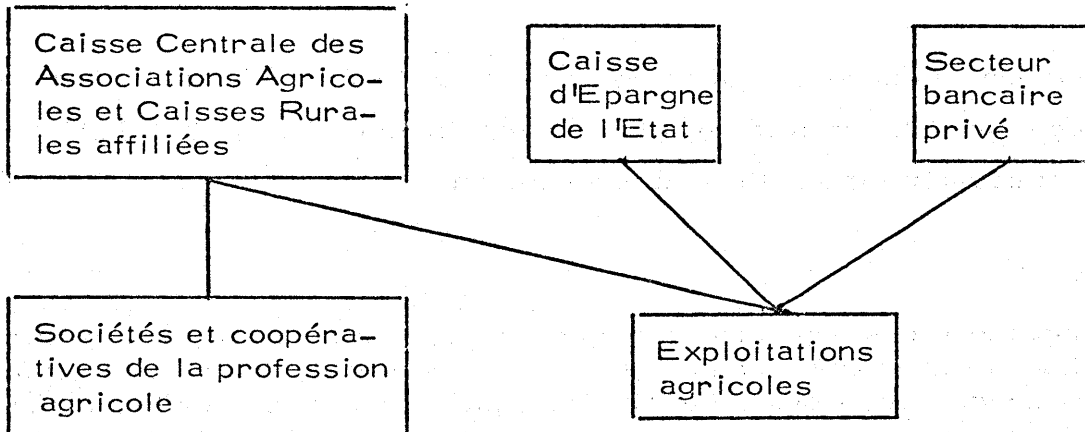 Caisse Centrale des
Associations Agrico-
les et Caisses Rura-
les affiliées
Caisse
d'Epargne
de l'Etat
Secteur
bancaire
privé
Sociétés et coopéra-
tives de la profession
agricole
Exploitations
agricoles